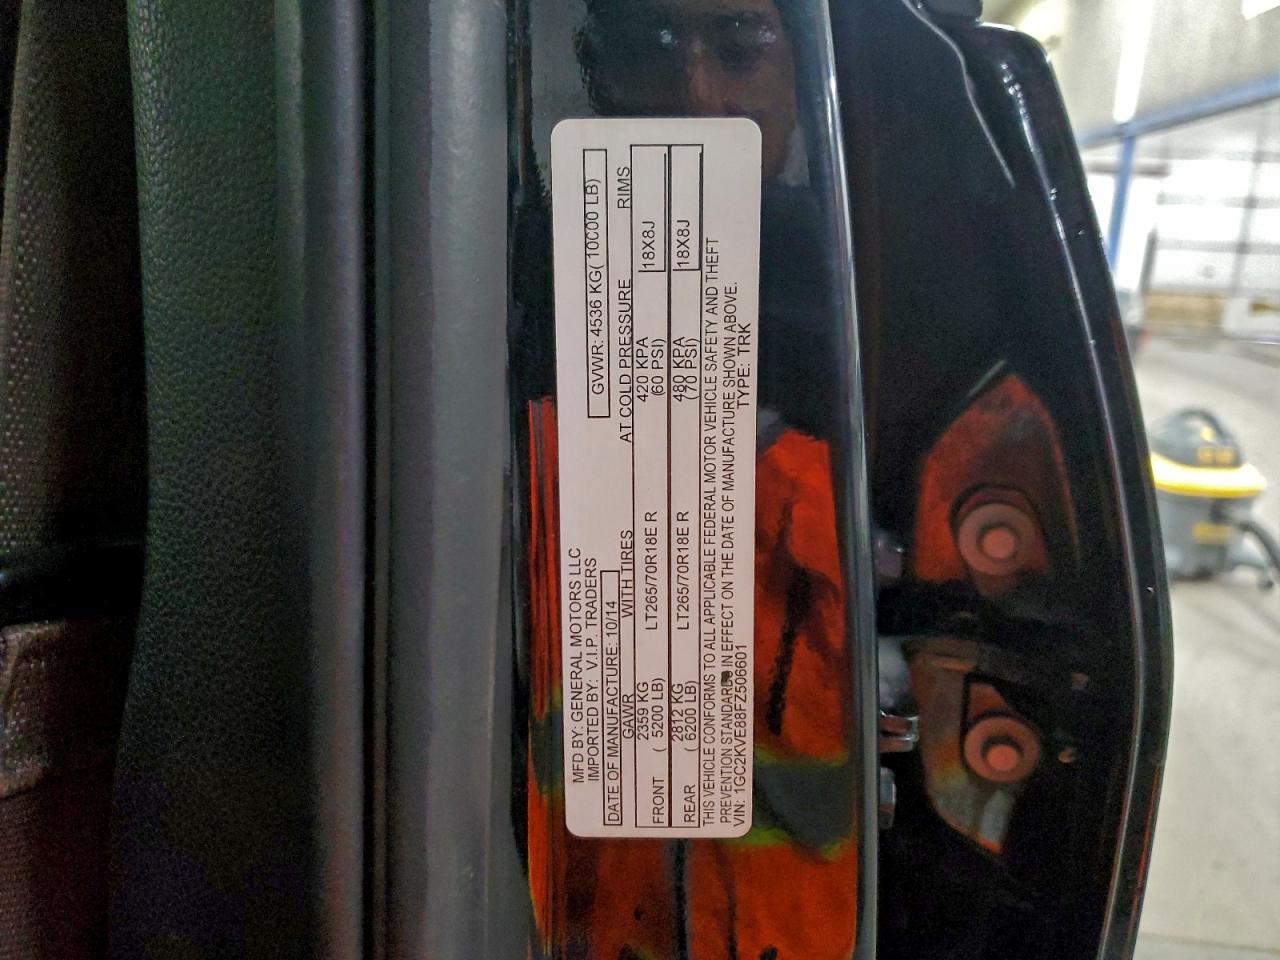 MFD BY: GENERAL MOTORS LLC
IMPORTED BY: V.I.P. TRADERS
DATE OF MANUFACTURE: 10/14 GVWR: 4536 KG( 10000 LB)
GAWR WITH TIRES AT COLD PRESSURE RIMS
2359 KG 420 KPA
FRONT ( 5200 LB) LT265/70R18E R (60 PSI) 18X8J
2812 KG 480 KPA
REAR ( 6200 LB) LT265/70R18E R (70 PSI) 18X8J
THIS VEHICLE CONFORMS TO ALL APPLICABLE FEDERAL MOTOR VEHICLE SAFETY AND THEFT
PREVENTION STANDARDS IN EFFECT ON THE DATE OF MANUFACTURE SHOWN ABOVE.
VIN: 1GC2KVE88FZ506601 TYPE: TRK